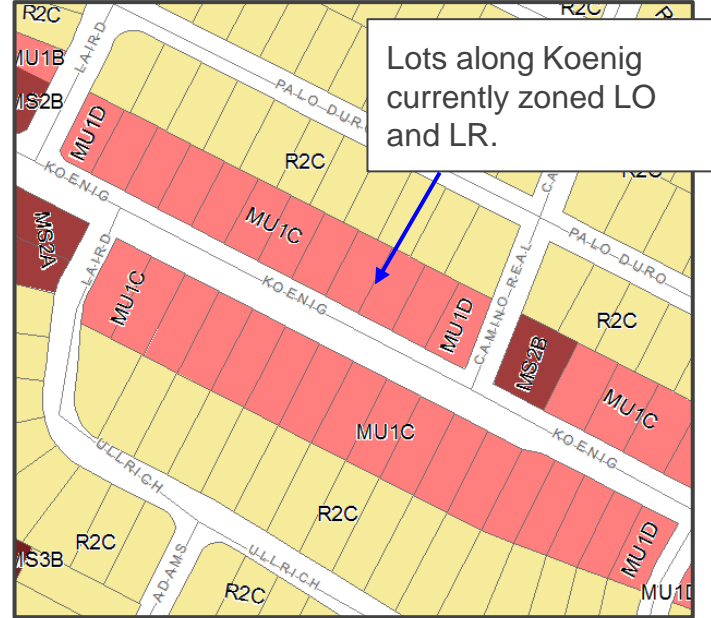 R2C
R2C
LAIRD
MU1B
MS2B
Lots along Koenig
currently zoned LO
and LR.
PALO DURO
MU1D
R2C
R2C
KOENIG
MU1C
MS2A
LAIRD
CAMINO REAL
PALO DURO
KOENIG
MU1C
MU1D
R2C
MS2B
MU1C
MU1C
KOENIG
ULLRICH
R2C
MU1D
R2C
MS3B
ADAMS
ULLRICH
R2C
MU1D